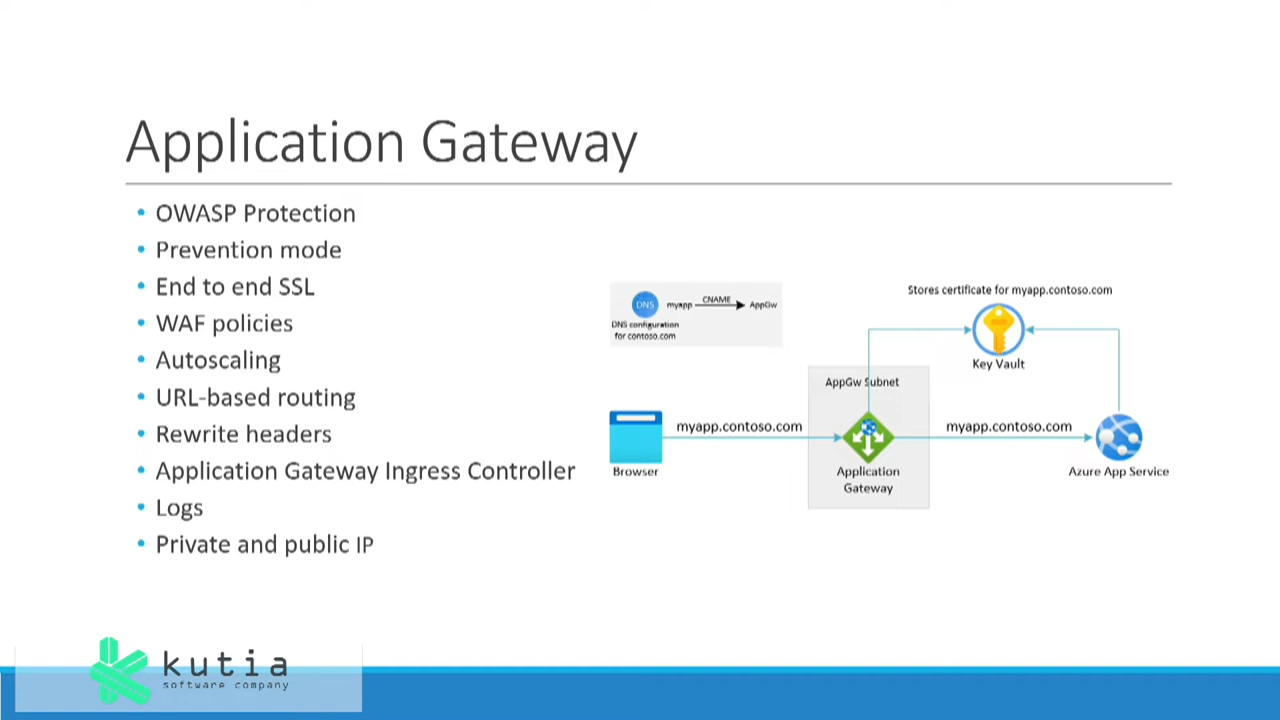 Application Gateway
• OWASP Protection
• Prevention mode
• End to end SSL
• WAF policies
• Autoscaling
• URL-based routing
• Rewrite headers
• Application Gateway Ingress Controller
• Logs
• Private and public IP
DNS
myapp
CNAME
AppGw
DNS configuration
for contoso.com
Stores certificate for myapp.contoso.com
Key Vault
AppGw Subnet
myapp.contoso.com
myapp.contoso.com
Browser
Application
Gateway
Azure App Service
kutia
software company